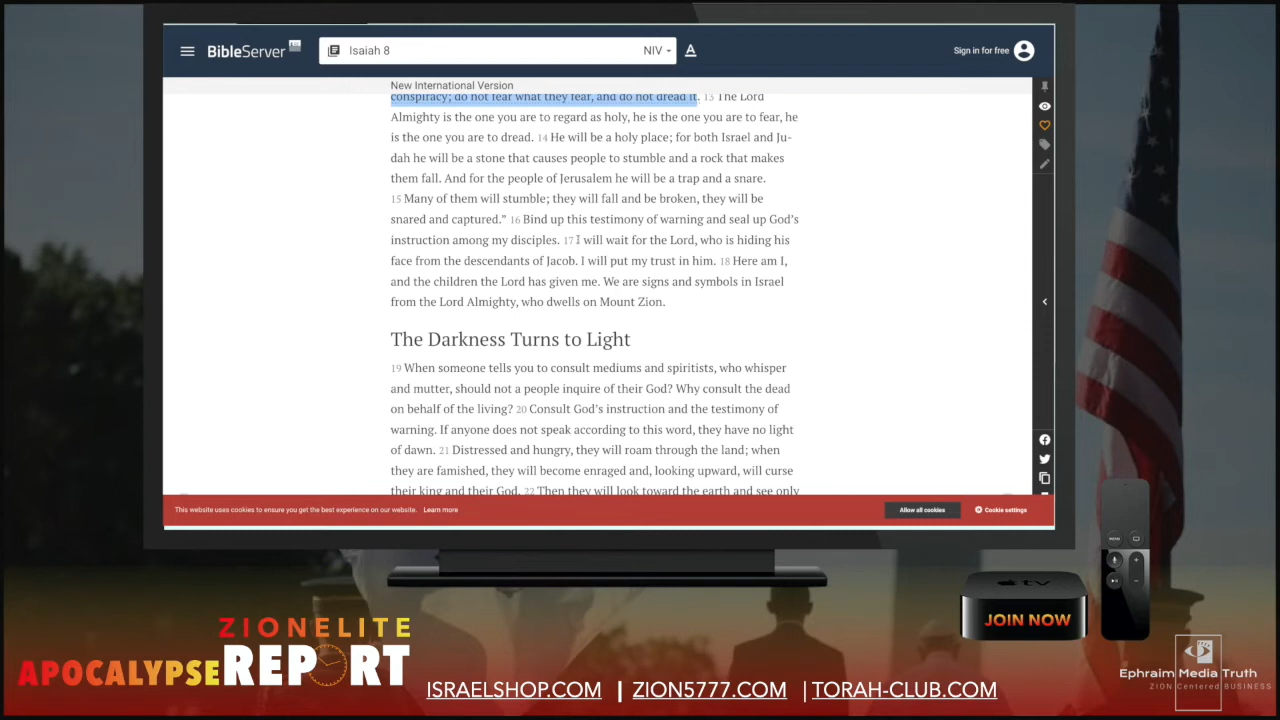 BibleServer
Isaiah 8
NIV
Sign in for free
New International Version
conspiracy; do not fear what they fear, and do not dread it. 13 The Lord
Almighty is the one you are to regard as holy, he is the one you are to fear, he
is the one you are to dread. 14 He will be a holy place; for both Israel and Ju-
dah he will be a stone that causes people to stumble and a rock that makes
them fall. And for the people of Jerusalem he will be a trap and a snare.
15 Many of them will stumble; they will fall and be broken, they will be
snared and captured.” 16 Bind up this testimony of warning and seal up God’s
instruction among my disciples. 17 I will wait for the Lord, who is hiding his
face from the descendants of Jacob. I will put my trust in him. 18 Here am I,
and the children the Lord has given me. We are signs and symbols in Israel
from the Lord Almighty, who dwells on Mount Zion.
The Darkness Turns to Light
19 When someone tells you to consult mediums and spiritists, who whisper
and mutter, should not a people inquire of their God? Why consult the dead
on behalf of the living? 20 Consult God’s instruction and the testimony of
warning. If anyone does not speak according to this word, they have no light
of dawn. 21 Distressed and hungry, they will roam through the land; when
they are famished, they will become enraged and, looking upward, will curse
their king and their God. 22 Then they will look toward the earth and see only
This website uses cookies to ensure you get the best experience on our website. Learn more
Allow all cookies
Cookie settings
MENU
tv
JOIN NOW
ZIONELITE
APOCALYPSE REPORT
ISRAELSHOP.COM | ZION5777.COM | TORAH-CLUB.COM
Ephraim Media Truth
ZION Centered BUSINESS